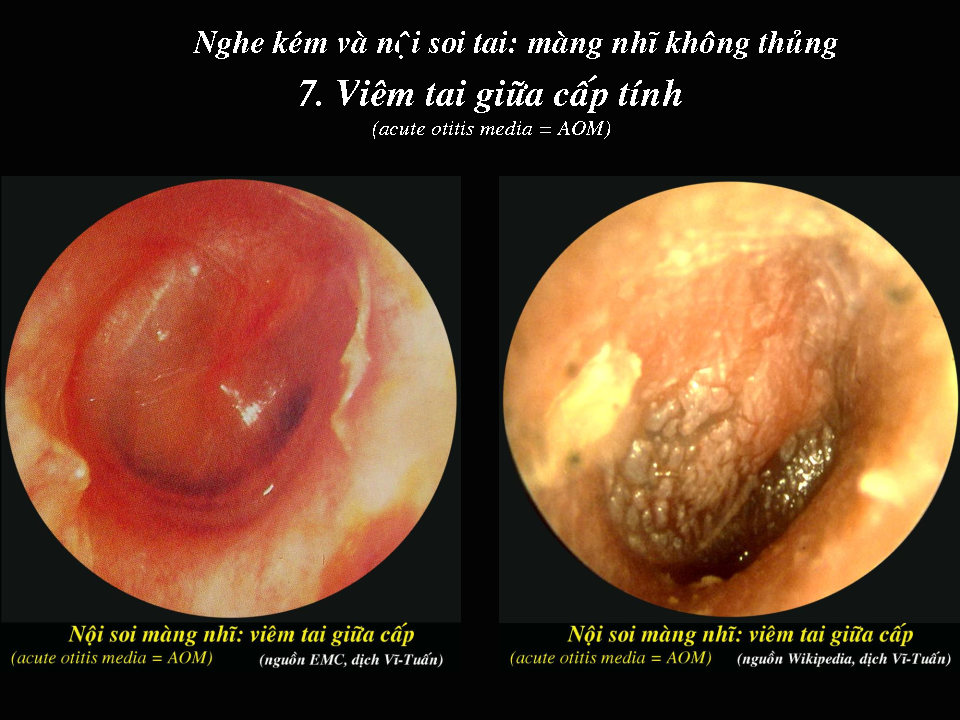 Nghe kém và nội soi tai: màng nhĩ không thủng
7. Viêm tai giữa cấp tính
(acute otitis media = AOM)
Nội soi màng nhĩ: viêm tai giữa cấp
(acute otitis media = AOM) (nguồn EMC, dịch Vĩ-Tuấn)
Nội soi màng nhĩ: viêm tai giữa cấp
(acute otitis media = AOM) (nguồn Wikipedia, dịch Vĩ-Tuấn)